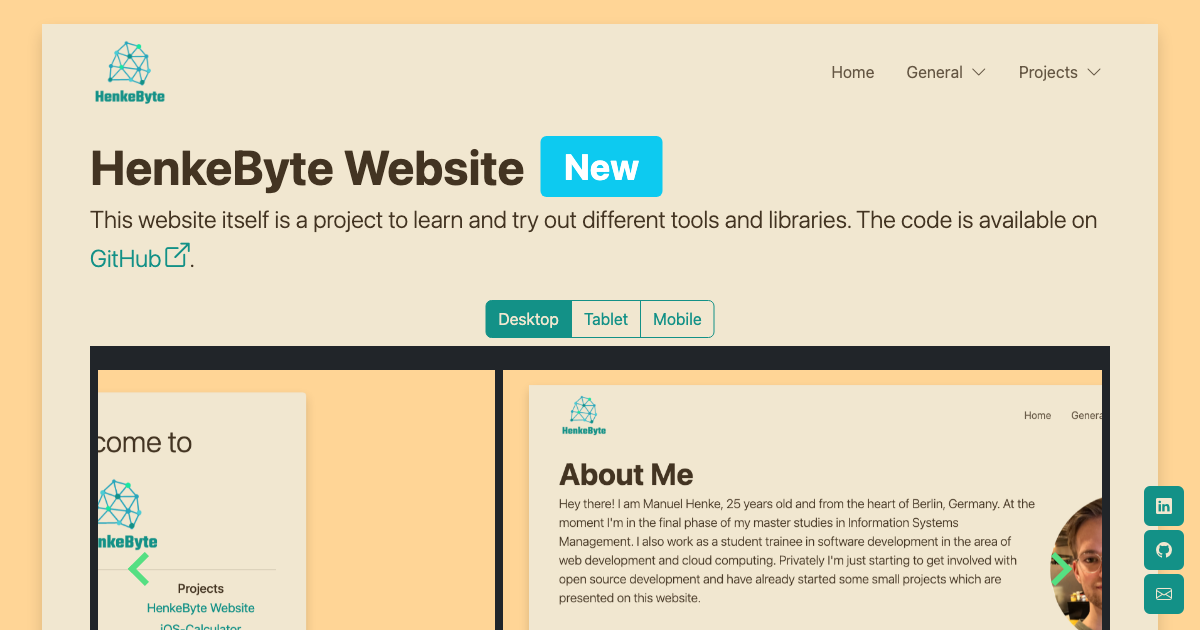 HenkeByte
Home General Projects
HenkeByte Website New
This website itself is a project to learn and try out different tools and libraries. The code is available on
GitHub.
Desktop Tablet Mobile
come to
nkeByte
Projects
HenkeByte Website
iOS-Calculator
HenkeByte
Home Genera
About Me
Hey there! I am Manuel Henke, 25 years old and from the heart of Berlin, Germany. At the
moment I'm in the final phase of my master studies in Information Systems
Management. I also work as a student trainee in software development in the area of
web development and cloud computing. Privately I'm just starting to get involved with
open source development and have already started some small projects which are
presented on this website.
in